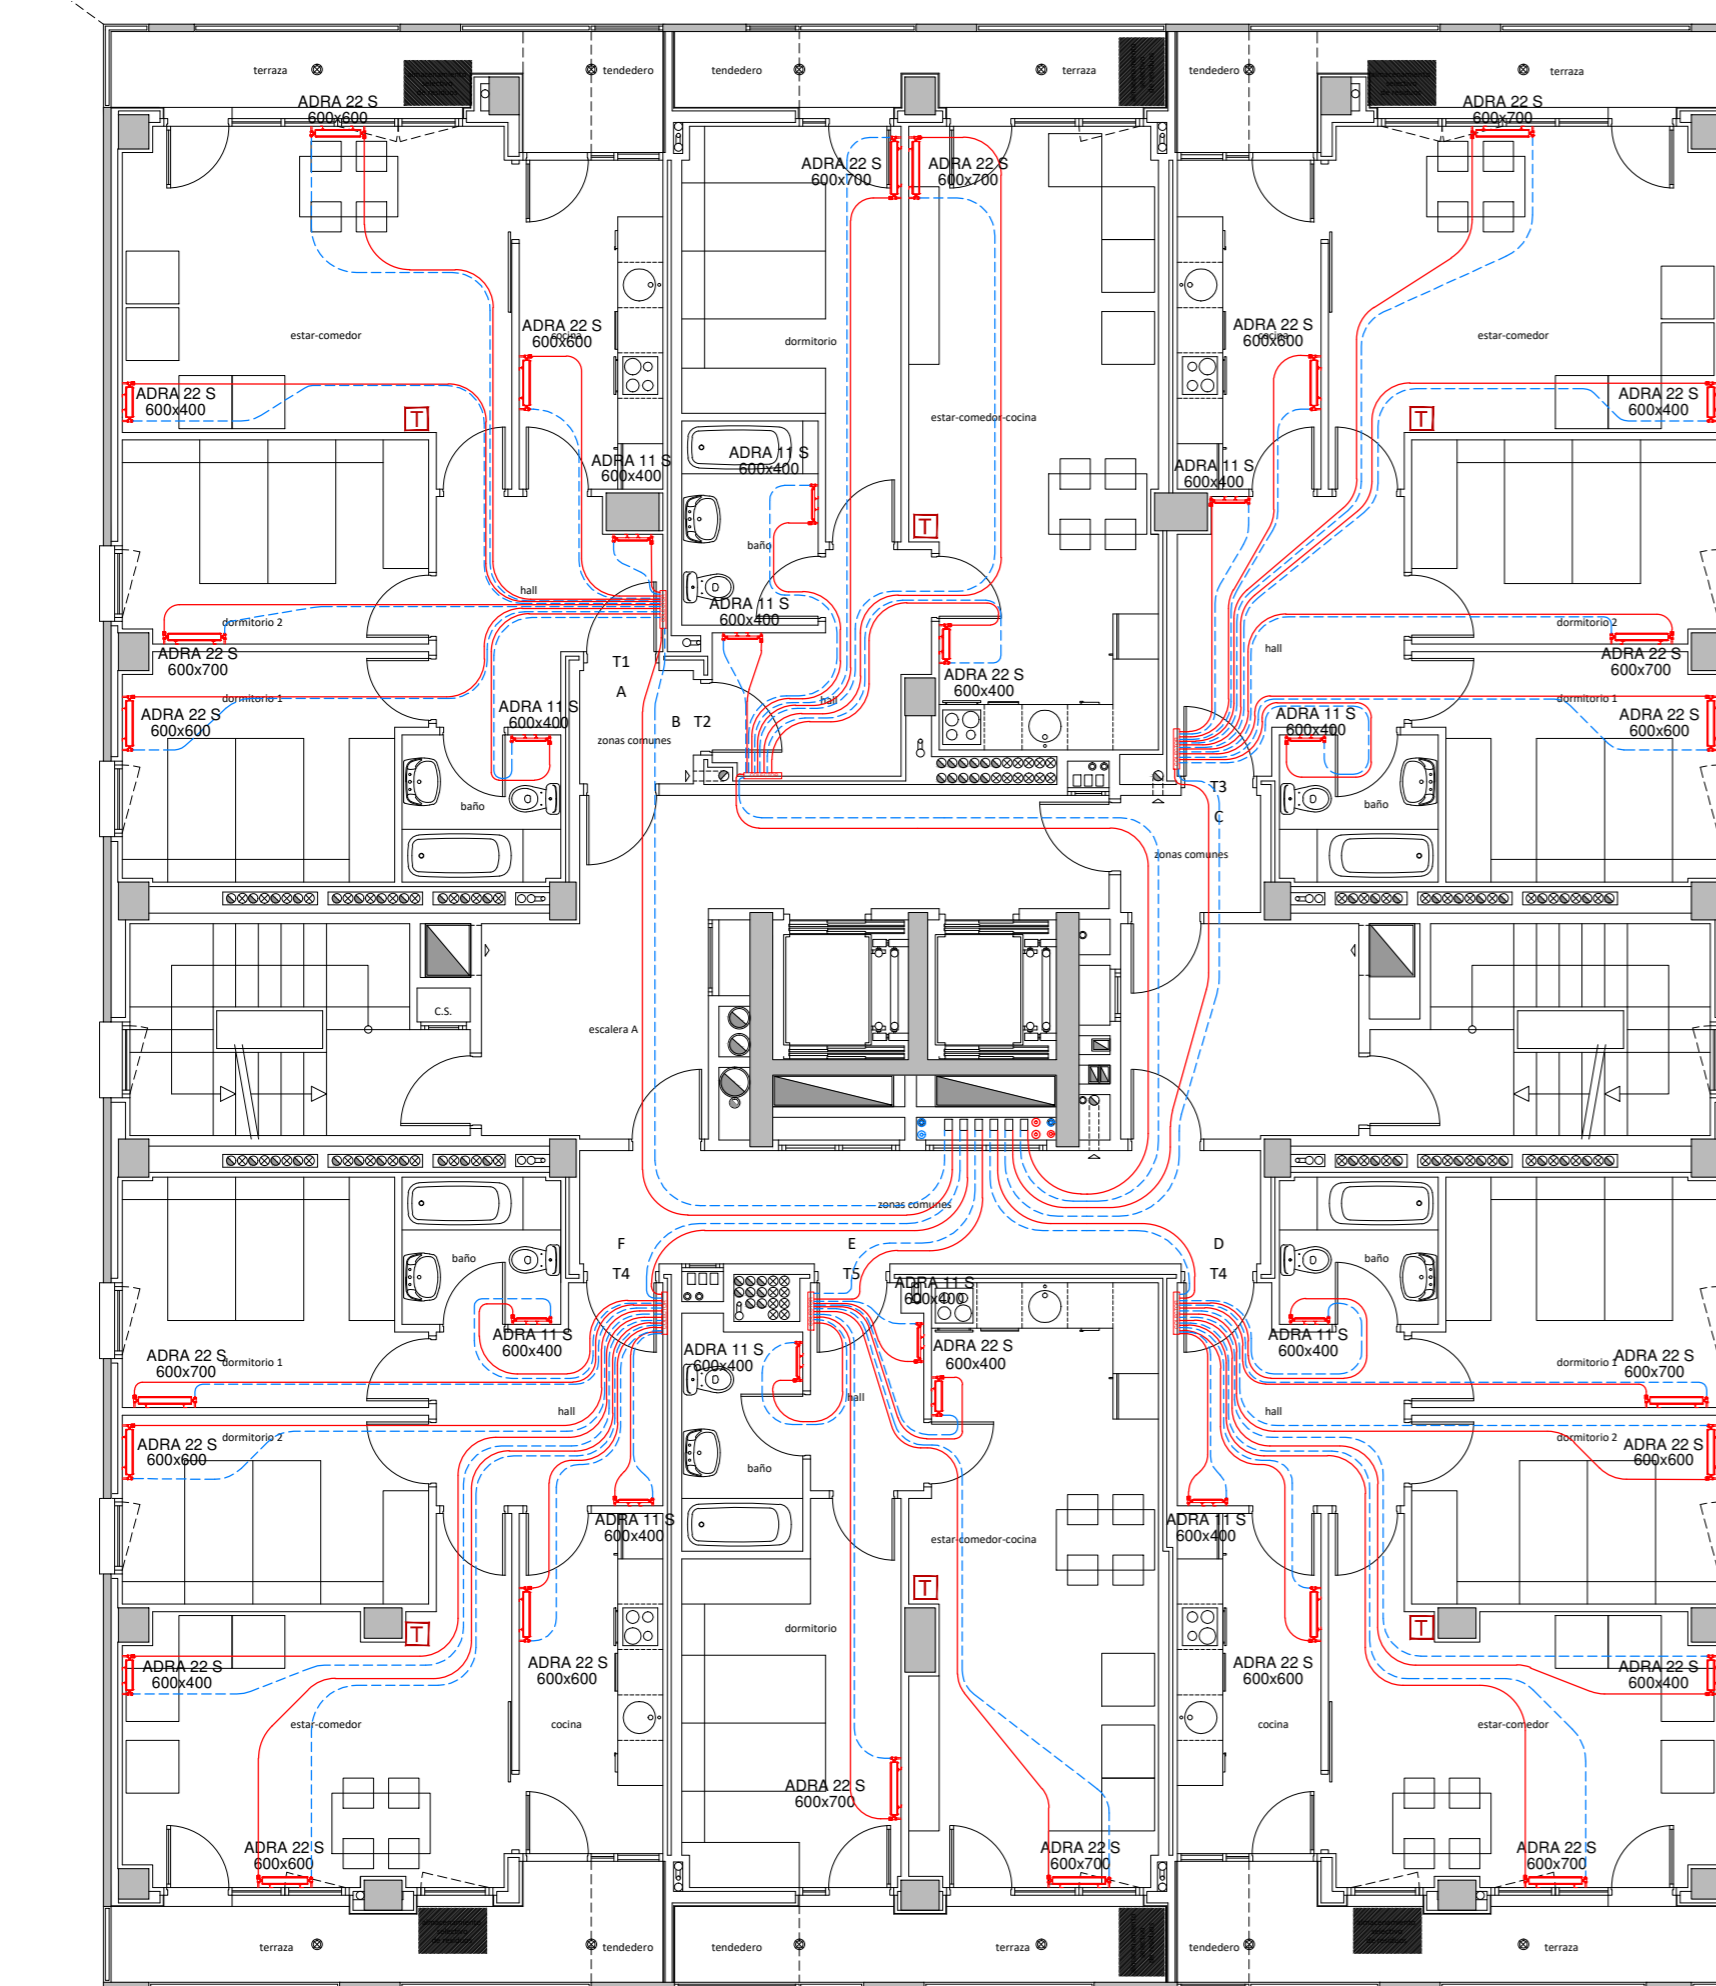 terraza
tendedero
tendedero
terraza
tendedero
terraza
ADRA 22 S
600x600
ADRA 22 S
600x700
ADRA 22 S
600x700
ADRA 22 S
600x700
estar-comedor
ADRA 22 S
600x600
cocina
dormitorio
ADRA 22 S
600x600
cocina
estar-comedor
ADRA 22 S
600x400
T
estar-comedor-cocina
T
ADRA 22 S
600x400
ADRA 11 S
600x400
ADRA 11 S
600x400
ADRA 11 S
600x400
T
baño
hall
ADRA 11 S
600x400
dormitorio 2
dormitorio 2
ADRA 22 S
600x700
T1
A
hall
ADRA 22 S
600x700
ADRA 22 S
600x400
dormitorio 1
dormitorio 1
ADRA 22 S
600x600
ADRA 11 S
600x400
B
T2
hall
ADRA 11 S
600x400
ADRA 22 S
600x600
zonas comunes
baño
T3
C
baño
zonas comunes
C.S.
escalera A
zonas comunes
F
T4
E
T5
D
T4
baño
baño
ADRA 11 S
600x400
ADRA 11 S
600x400
ADRA 11 S
600x400
ADRA 22 S
600x700
dormitorio 1
ADRA 11 S
600x400
ADRA 22 S
600x400
dormitorio 1
ADRA 22 S
600x700
hall
hall
hall
ADRA 22 S
600x600
dormitorio 2
baño
dormitorio 2
ADRA 22 S
600x600
ADRA 11 S
600x400
ADRA 11 S
600x400
estar-comedor-cocina
T
T
dormitorio
T
ADRA 22 S
600x400
ADRA 22 S
600x600
ADRA 22 S
600x600
ADRA 22 S
600x400
estar-comedor
cocina
cocina
estar-comedor
ADRA 22 S
600x700
ADRA 22 S
600x600
ADRA 22 S
600x700
ADRA 22 S
600x700
terraza
tendedero
tendedero
terraza
tendedero
terraza